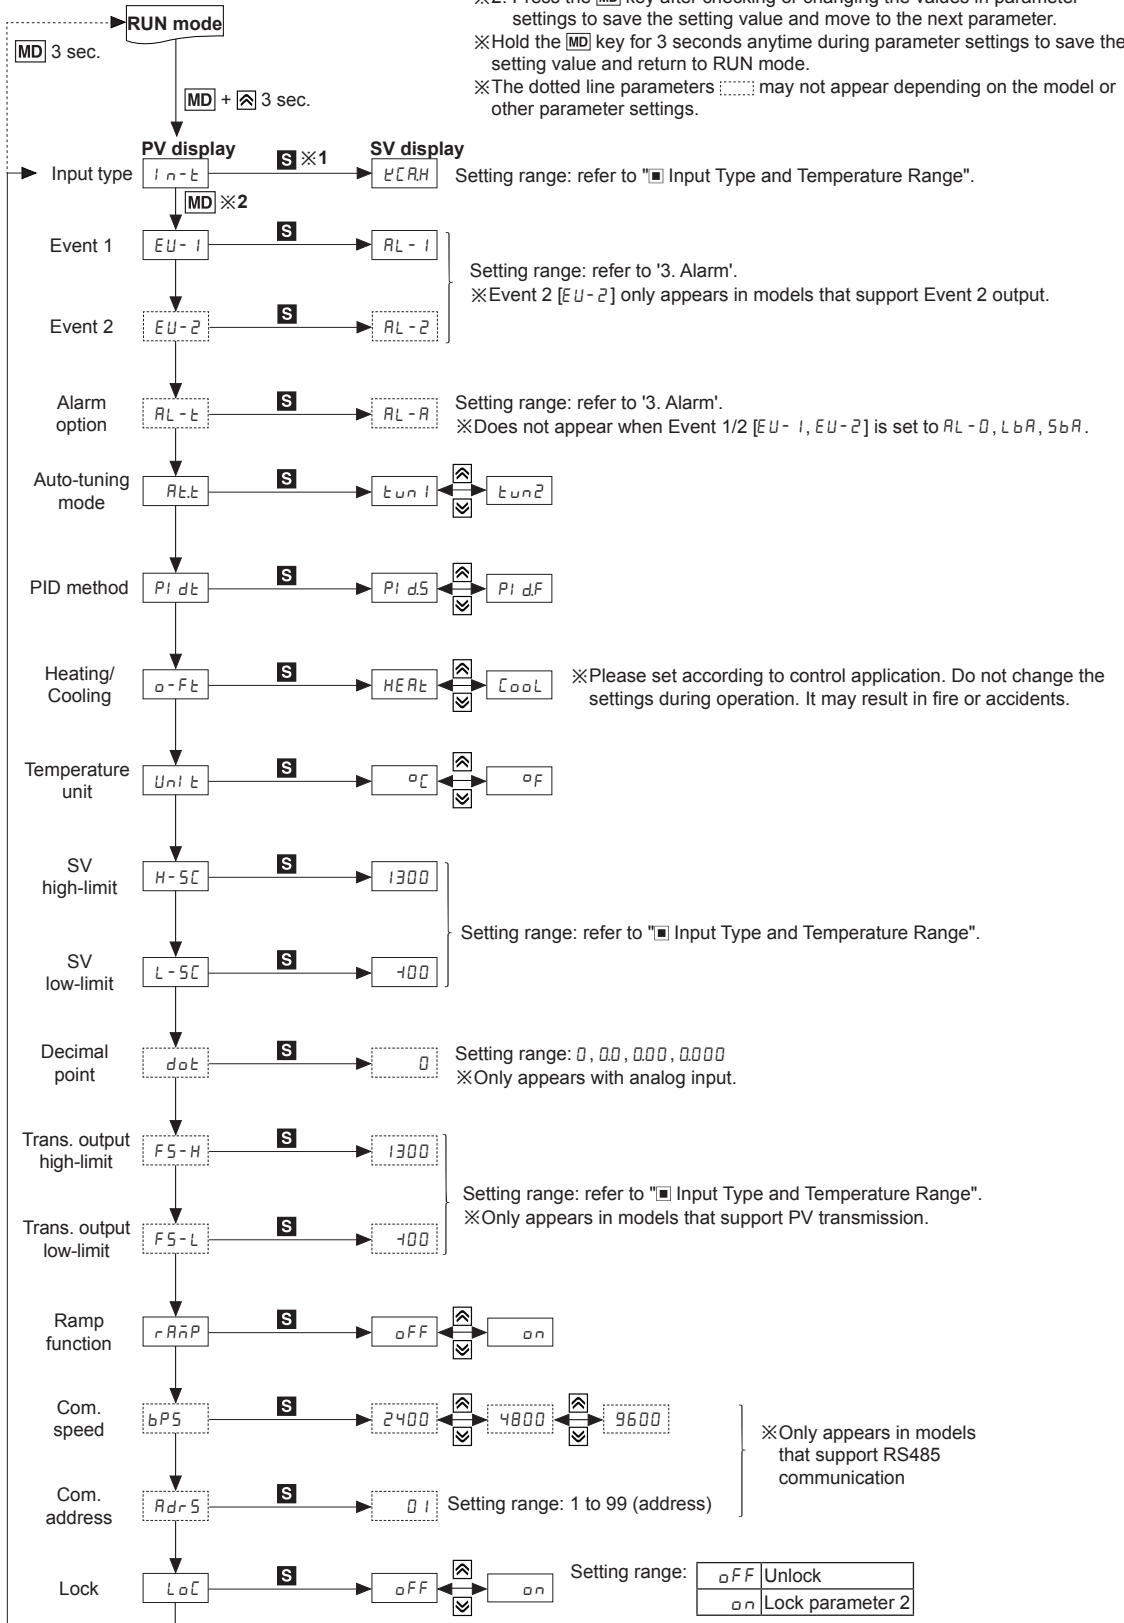 ※2: Press the MD key after checking or changing the values in parameter
settings to save the setting value and move to the next parameter.
※Hold the MD key for 3 seconds anytime during parameter settings to save the
setting value and return to RUN mode.
※The dotted line parameters may not appear depending on the model or
other parameter settings.
RUN mode
MD 3 sec.
MD + 3 sec.
PV display
SV display
Input type
In-t
S ※1
KCA.H
Setting range: refer to "▣ Input Type and Temperature Range".
MD ※2
Event 1
EU-1
S
AL-1
Setting range: refer to '3. Alarm'.
※Event 2 [EU-2] only appears in models that support Event 2 output.
Event 2
EU-2
S
AL-2
Alarm
option
AL-t
S
AL-A
Setting range: refer to '3. Alarm'.
※Does not appear when Event 1/2 [EU-1, EU-2] is set to AL-0, LbA, SbA.
Auto-tuning
mode
At.t
S
tun1
tun2
PID method
PIdt
S
PId.S
PId.F
Heating/
Cooling
o-Ft
S
HEAt
CooL
※Please set according to control application. Do not change the
settings during operation. It may result in fire or accidents.
Temperature
unit
UnIt
S
°C
°F
SV
high-limit
H-SC
S
1300
Setting range: refer to "▣ Input Type and Temperature Range".
SV
low-limit
L-SC
S
-100
Decimal
point
dot
S
0
Setting range: 0, 0.0, 0.00, 0.000
※Only appears with analog input.
Trans. output
high-limit
FS-H
S
1300
Setting range: refer to "▣ Input Type and Temperature Range".
※Only appears in models that support PV transmission.
Trans. output
low-limit
FS-L
S
-100
Ramp
function
rAmP
S
oFF
on
Com.
speed
bPS
S
2400
4800
9600
※Only appears in models
that support RS485
communication
Com.
address
AdrS
S
01
Setting range: 1 to 99 (address)
Lock
LoC
S
oFF
on
Setting range:
oFF Unlock
on Lock parameter 2